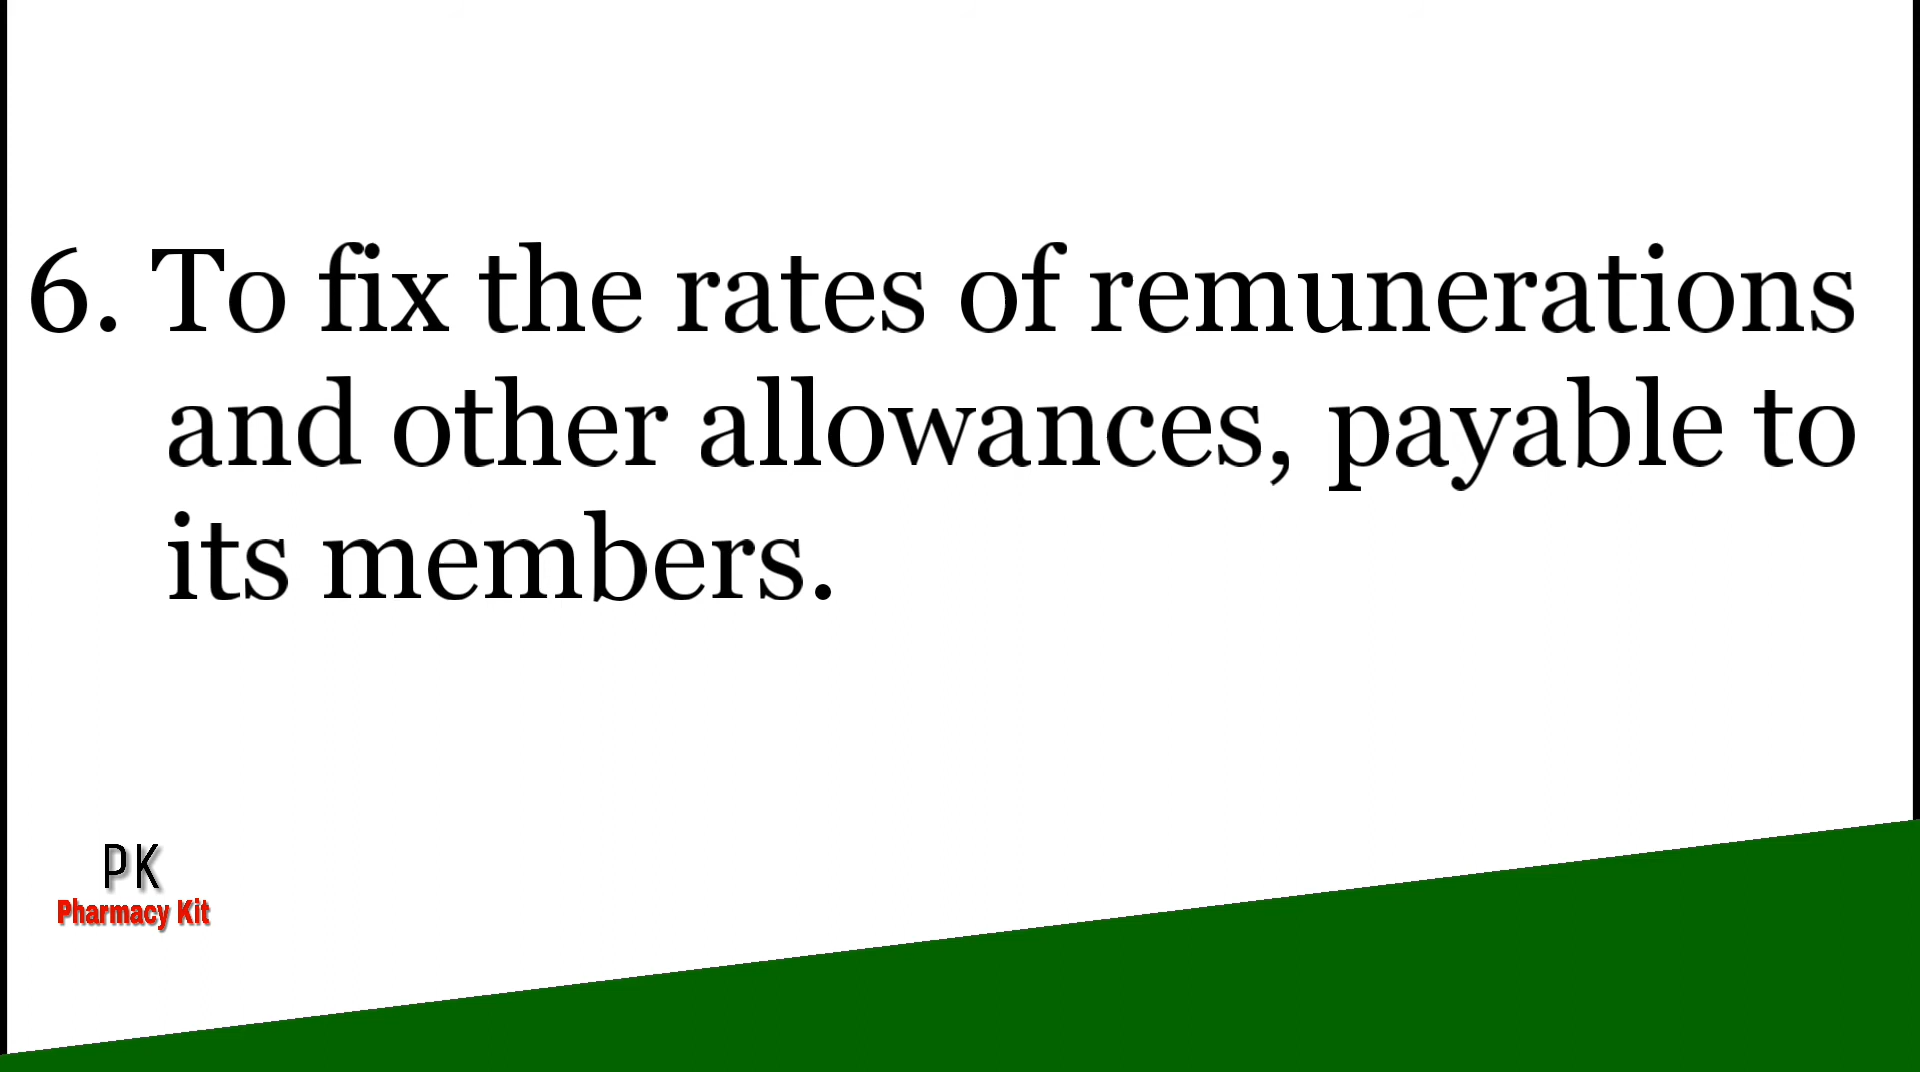 6. To fix the rates of remunerations
and other allowances, payable to
its members.
PK
Pharmacy Kit